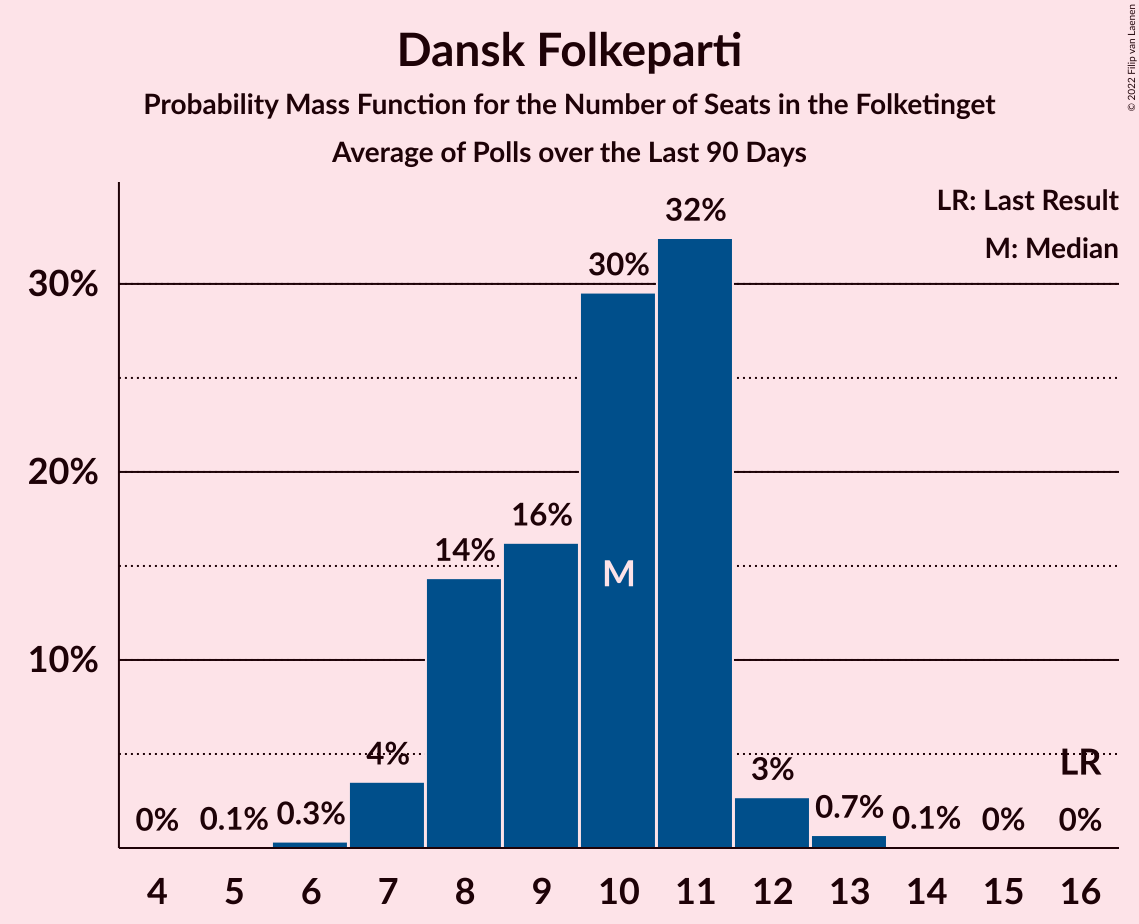 Dansk Folkeparti
Probability Mass Function for the Number of Seats in the Folketinget
Average of Polls over the Last 90 Days
© 2022 Filip van Laenen
LR: Last Result
M: Median
30%
20%
10%
0%
0.1%
0.3%
4%
14%
16%
30%
32%
3%
0.7%
0.1%
0%
0%
M
LR
4 5 6 7 8 9 10 11 12 13 14 15 16